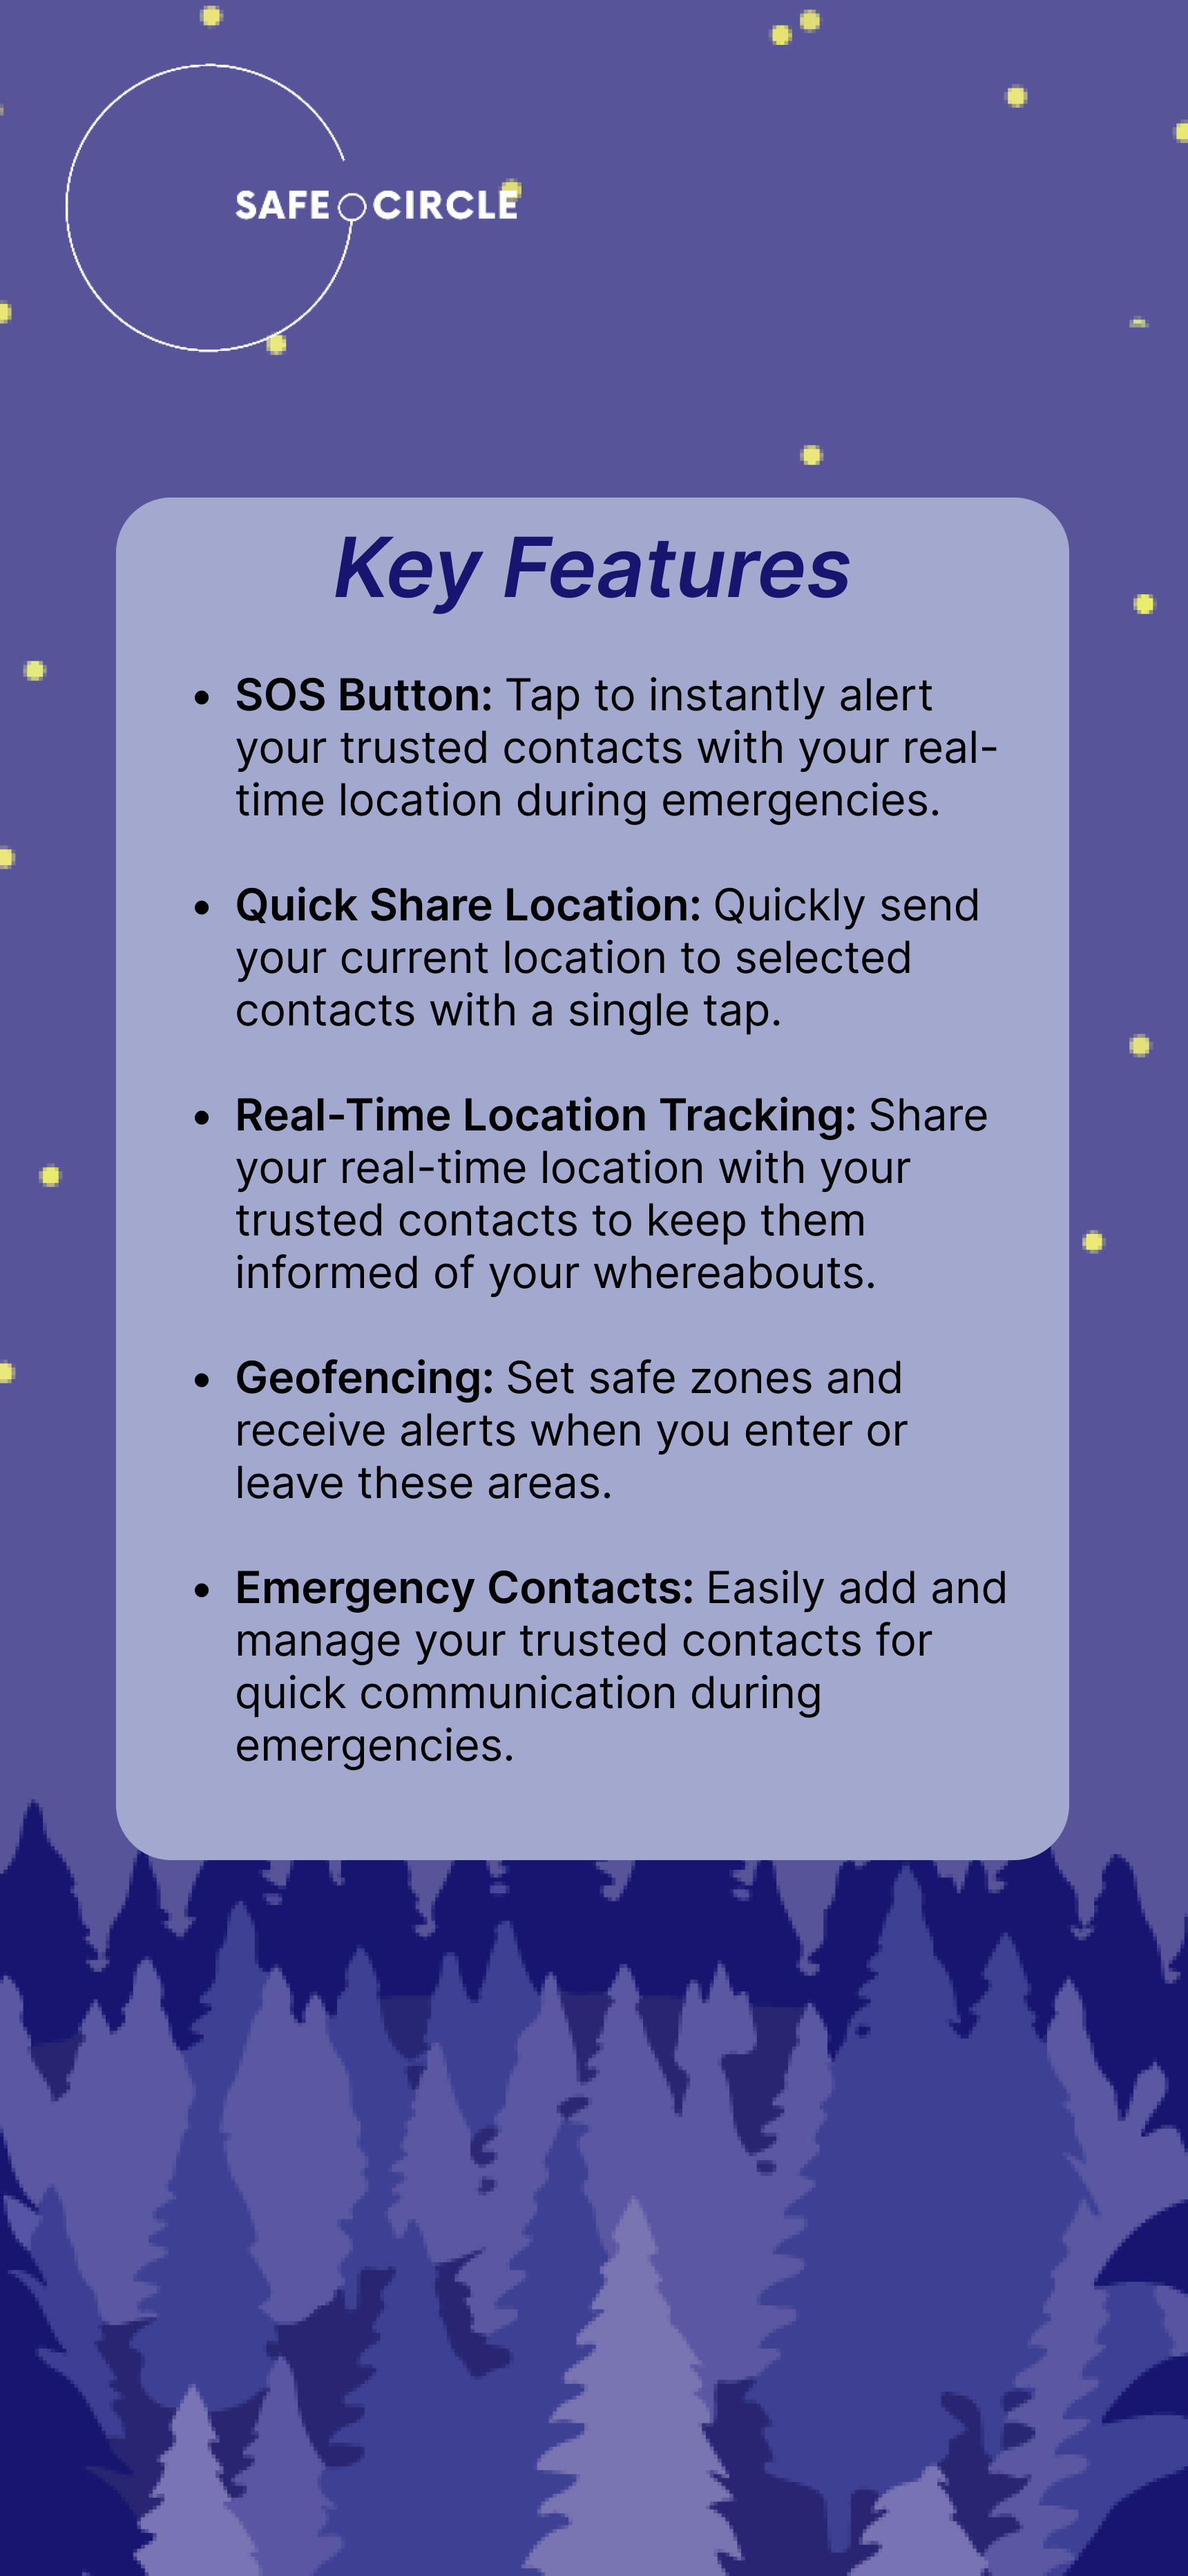 SAFE CIRCLE
Key Features
• SOS Button: Tap to instantly alert
your trusted contacts with your real-
time location during emergencies.
• Quick Share Location: Quickly send
your current location to selected
contacts with a single tap.
• Real-Time Location Tracking: Share
your real-time location with your
trusted contacts to keep them
informed of your whereabouts.
• Geofencing: Set safe zones and
receive alerts when you enter or
leave these areas.
• Emergency Contacts: Easily add and
manage your trusted contacts for
quick communication during
emergencies.